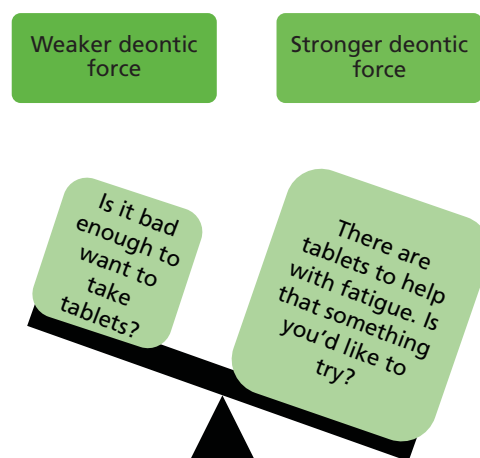 Weaker deontic
force
Stronger deontic
force
Is it bad
enough to
want to
take
tablets?
There are
tablets to help
with fatigue. Is
that something
you’d like to
try?